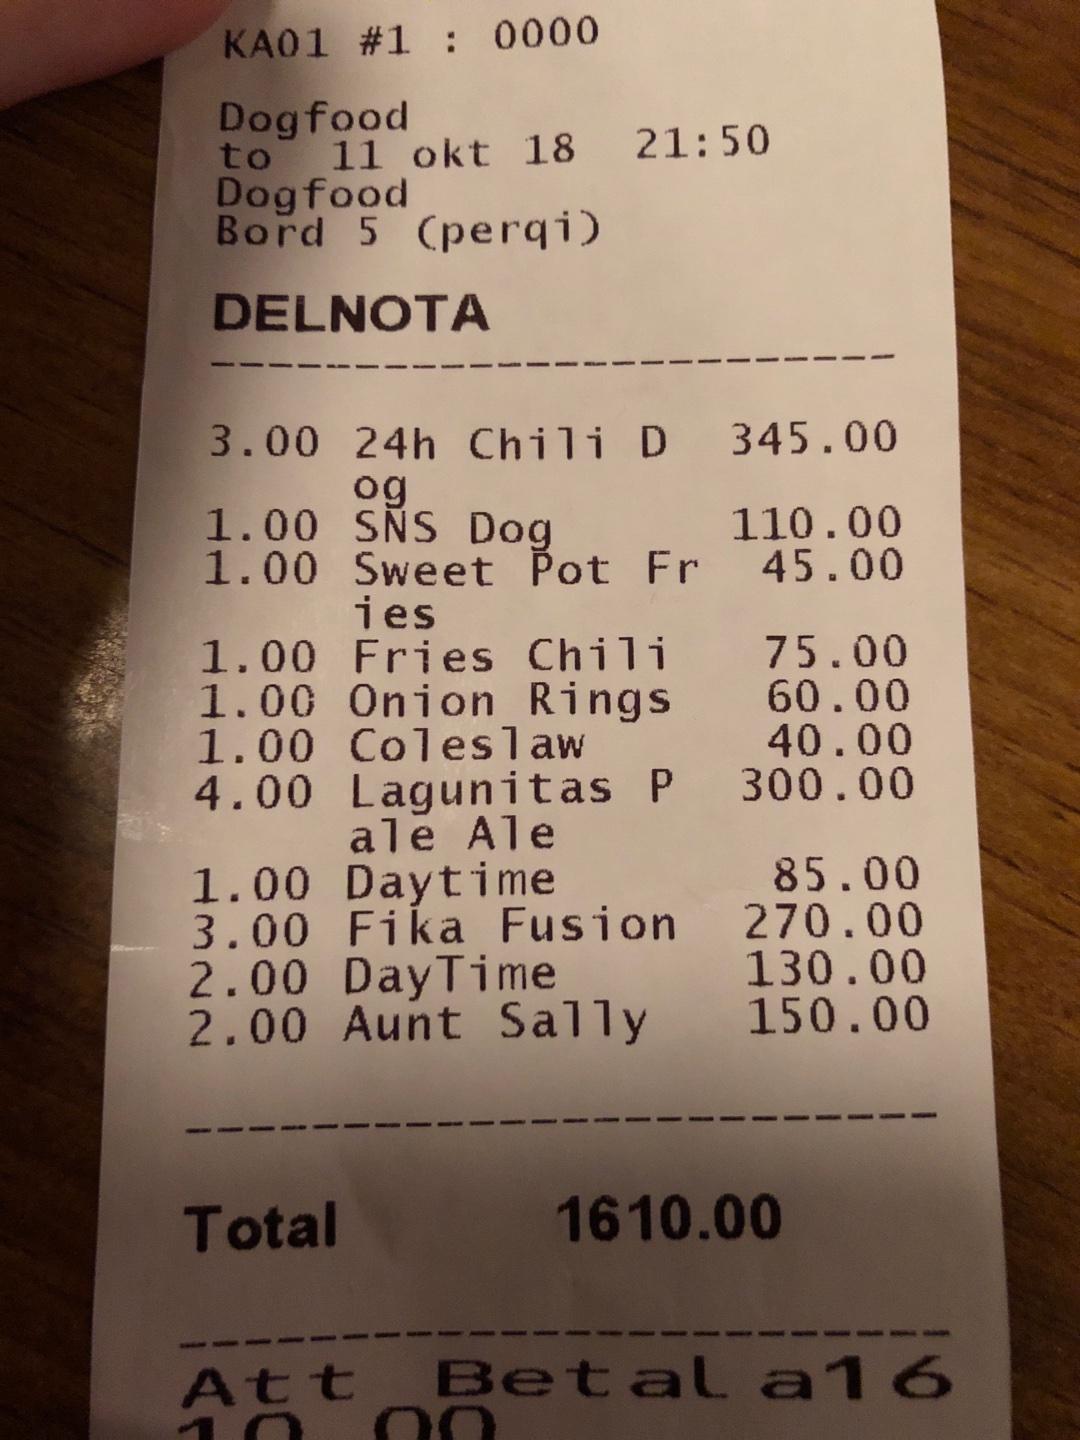 KA01 #1 : 0000
Dogfood
to 11 okt 18 21:50
Dogfood
Bord 5 (perqi)
DELNOTA
------------------------
3.00 24h Chili D 345.00
og
1.00 SNS Dog 110.00
1.00 Sweet Pot Fr 45.00
ies
1.00 Fries Chili 75.00
1.00 Onion Rings 60.00
1.00 Coleslaw 40.00
4.00 Lagunitas P 300.00
ale Ale
1.00 Daytime 85.00
3.00 Fika Fusion 270.00
2.00 DayTime 130.00
2.00 Aunt Sally 150.00
------------------------
Total 1610.00
------------------------
Att Betala16
10.00